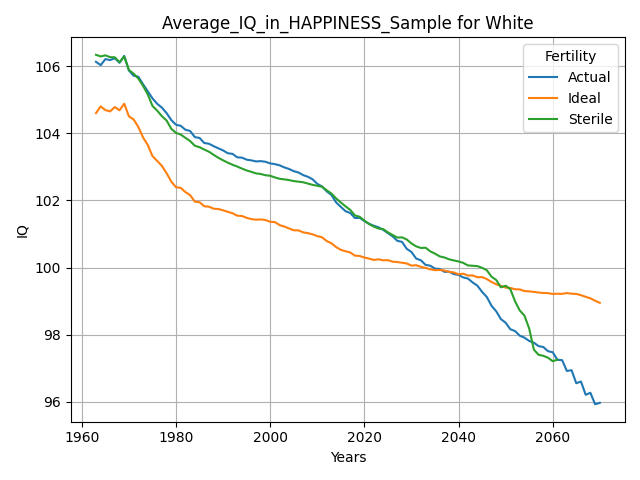 Average_IQ_in_HAPPINESS_Sample for White
Fertility
Actual
Ideal
Sterile
IQ
106
104
102
100
98
96
1960
1980
2000
2020
2040
2060
Years